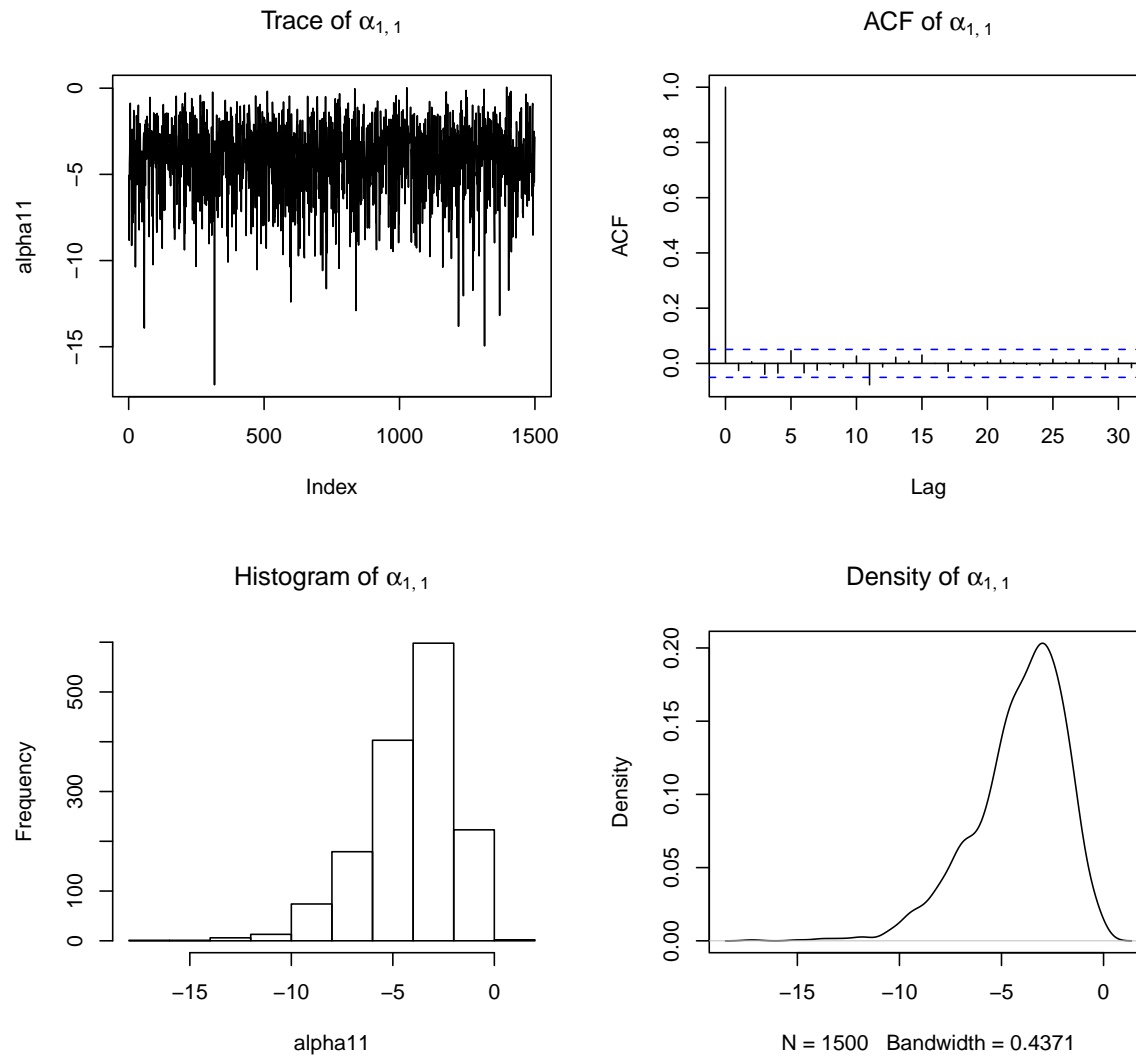 Trace of α1, 1
0
−5
−10
−15
alpha11
0 500 1000 1500
Index
ACF of α1, 1
1.0
0.8
0.6
0.4
0.2
0.0
ACF
0 5 10 15 20 25 30
Lag
Histogram of α1, 1
500
300
100
0
Frequency
−15 −10 −5 0
alpha11
Density of α1, 1
0.20
0.15
0.10
0.05
0.00
Density
−15 −10 −5 0
N = 1500 Bandwidth = 0.4371